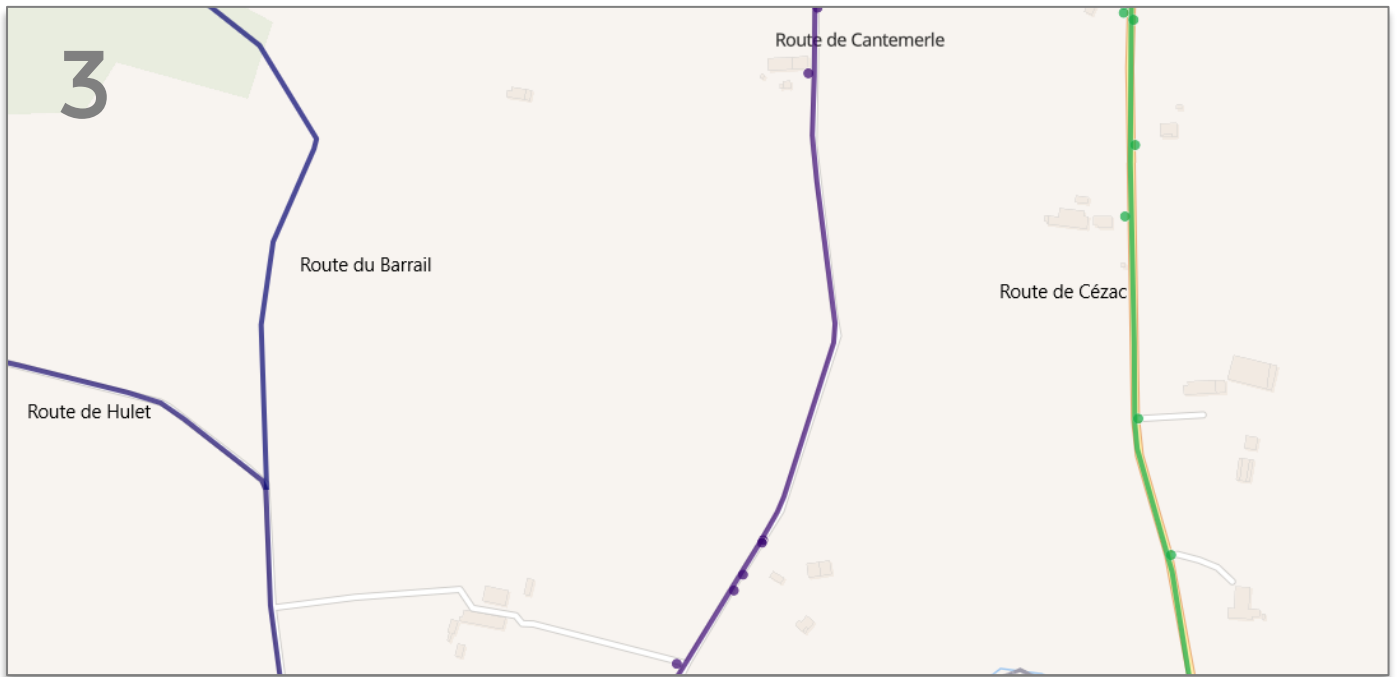 3
Route de Cantemerle
Route du Barrail
Route de Cézac
Route de Hulet